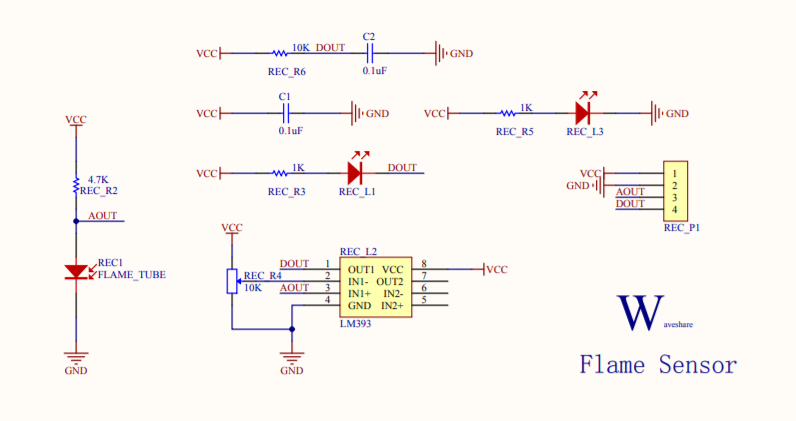 C2
VCC 10K DOUT GND
REC_R6 0.1uF
C1
VCC GND VCC 1K GND
0.1uF REC_R5 REC_L3
VCC
VCC 1K DOUT
REC_R3 REC_L1
4.7K
REC_R2
AOUT
VCC 1
GND 2
AOUT 3
DOUT 4
REC_P1
VCC
REC1
FLAME_TUBE
REC_L2
DOUT 1 OUT1 VCC 8 VCC
REC_R4 2 IN1- OUT2 7
10K AOUT 3 IN1+ IN2- 6
4 GND IN2+ 5
LM393
GND
GND
Waveshare
Flame Sensor